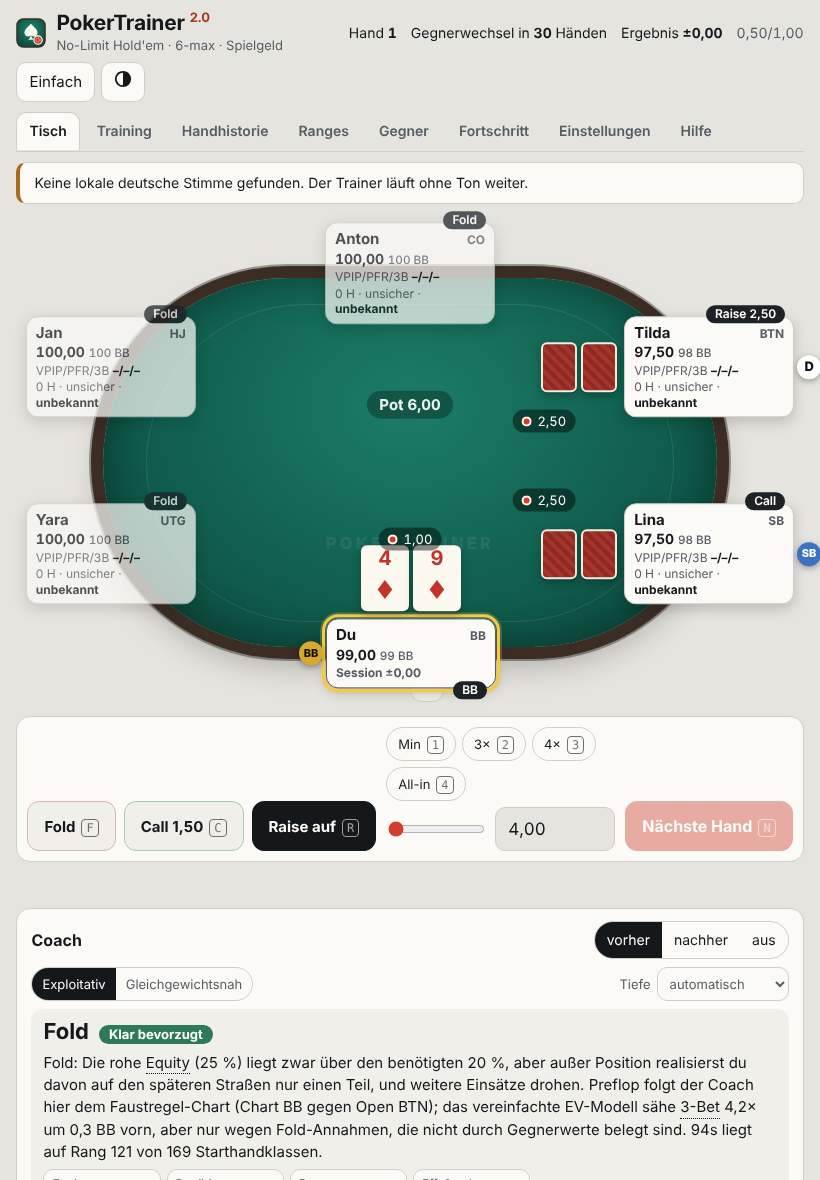 PokerTrainer 2.0
No-Limit Hold'em · 6-max · Spielgeld
Hand 1 Gegnerwechsel in 30 Händen Ergebnis ±0,00 0,50/1,00
Einfach
Tisch Training Handhistorie Ranges Gegner Fortschritt Einstellungen Hilfe
Keine lokale deutsche Stimme gefunden. Der Trainer läuft ohne Ton weiter.
Fold
Anton CO
100,00 100 BB
VPIP/PFR/3B –/–/–
0 H · unsicher ·
unbekannt
Fold
Jan HJ
100,00 100 BB
VPIP/PFR/3B –/–/–
0 H · unsicher ·
unbekannt
Raise 2,50
Tilda BTN
97,50 98 BB
VPIP/PFR/3B –/–/–
0 H · unsicher ·
unbekannt
D
Pot 6,00
2,50
Fold
Yara UTG
100,00 100 BB
VPIP/PFR/3B –/–/–
0 H · unsicher ·
unbekannt
2,50
Call
Lina SB
97,50 98 BB
VPIP/PFR/3B –/–/–
0 H · unsicher ·
unbekannt
SB
1,00
4 9
Du BB
99,00 99 BB
Session ±0,00
BB
BB
Min 1 3× 2 4× 3
All-in 4
Fold F Call 1,50 C Raise auf R 4,00 Nächste Hand N
Coach vorher nachher aus
Exploitativ Gleichgewichtsnah Tiefe automatisch
Fold Klar bevorzugt
Fold: Die rohe Equity (25 %) liegt zwar über den benötigten 20 %, aber außer Position realisierst du
davon auf den späteren Straßen nur einen Teil, und weitere Einsätze drohen. Preflop folgt der Coach
hier dem Faustregel-Chart (Chart BB gegen Open BTN); das vereinfachte EV-Modell sähe 3-Bet 4,2×
um 0,3 BB vorn, aber nur wegen Fold-Annahmen, die nicht durch Gegnerwerte belegt sind. 94s liegt
auf Rang 121 von 169 Starthandklassen.